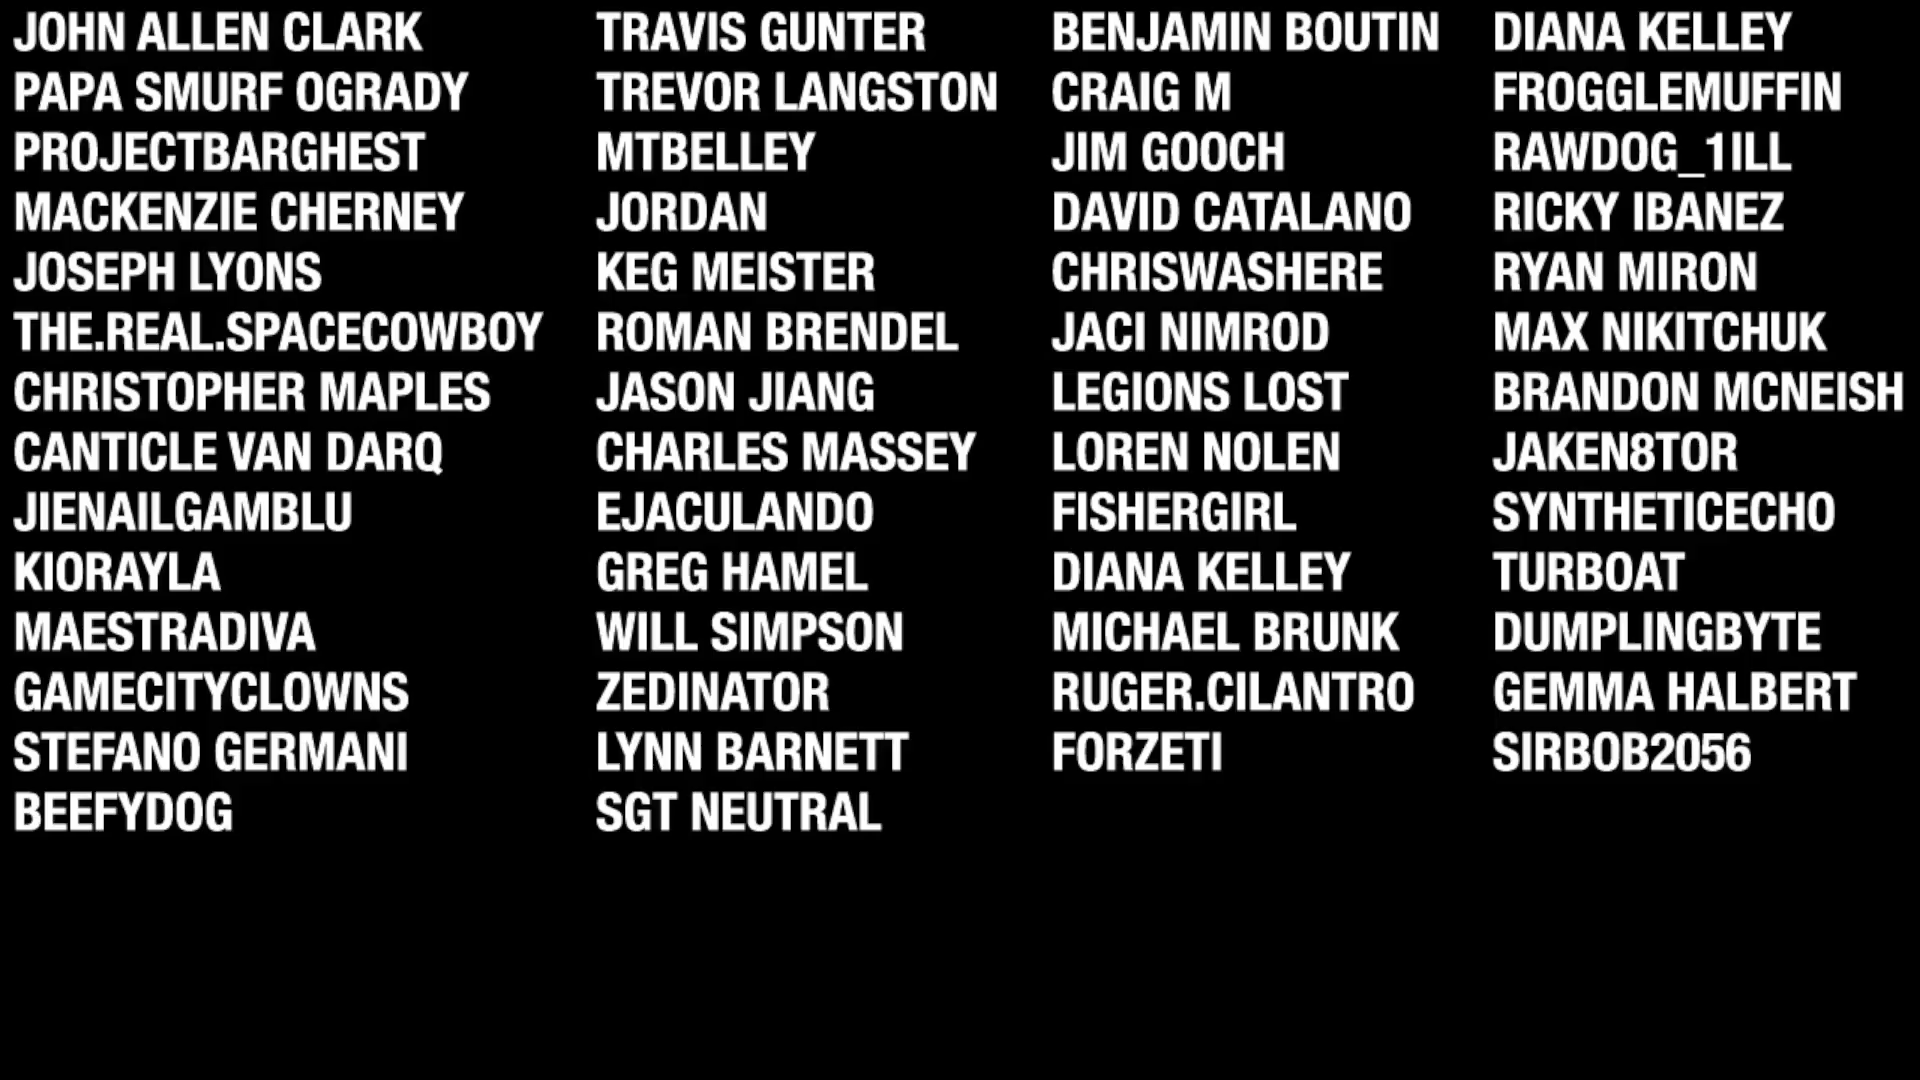 JOHN ALLEN CLARK
PAPA SMURF OGRADY
PROJECTBARGHEST
MACKENZIE CHERNEY
JOSEPH LYONS
THE.REAL.SPACECOWBOY
CHRISTOPHER MAPLES
CANTICLE VAN DARQ
JIENAILGAMBLU
KIORAYLA
MAESTRADIVA
GAMECITYCLOWNS
STEFANO GERMANI
BEEFYDOG
TRAVIS GUNTER
TREVOR LANGSTON
MTBELLEY
JORDAN
KEG MEISTER
ROMAN BRENDEL
JASON JIANG
CHARLES MASSEY
EJACULANDO
GREG HAMEL
WILL SIMPSON
ZEDINATOR
LYNN BARNETT
SGT NEUTRAL
BENJAMIN BOUTIN
CRAIG M
JIM GOOCH
DAVID CATALANO
CHRISWASHERE
JACI NIMROD
LEGIONS LOST
LOREN NOLEN
FISHERGIRL
DIANA KELLEY
MICHAEL BRUNK
RUGER.CILANTRO
FORZETI
DIANA KELLEY
FROGGLEMUFFIN
RAWDOG_1ILL
RICKY IBANEZ
RYAN MIRON
MAX NIKITCHUK
BRANDON MCNEISH
JAKEN8TOR
SYNTHETICECHO
TURBOAT
DUMPLINGBYTE
GEMMA HALBERT
SIRBOB2056